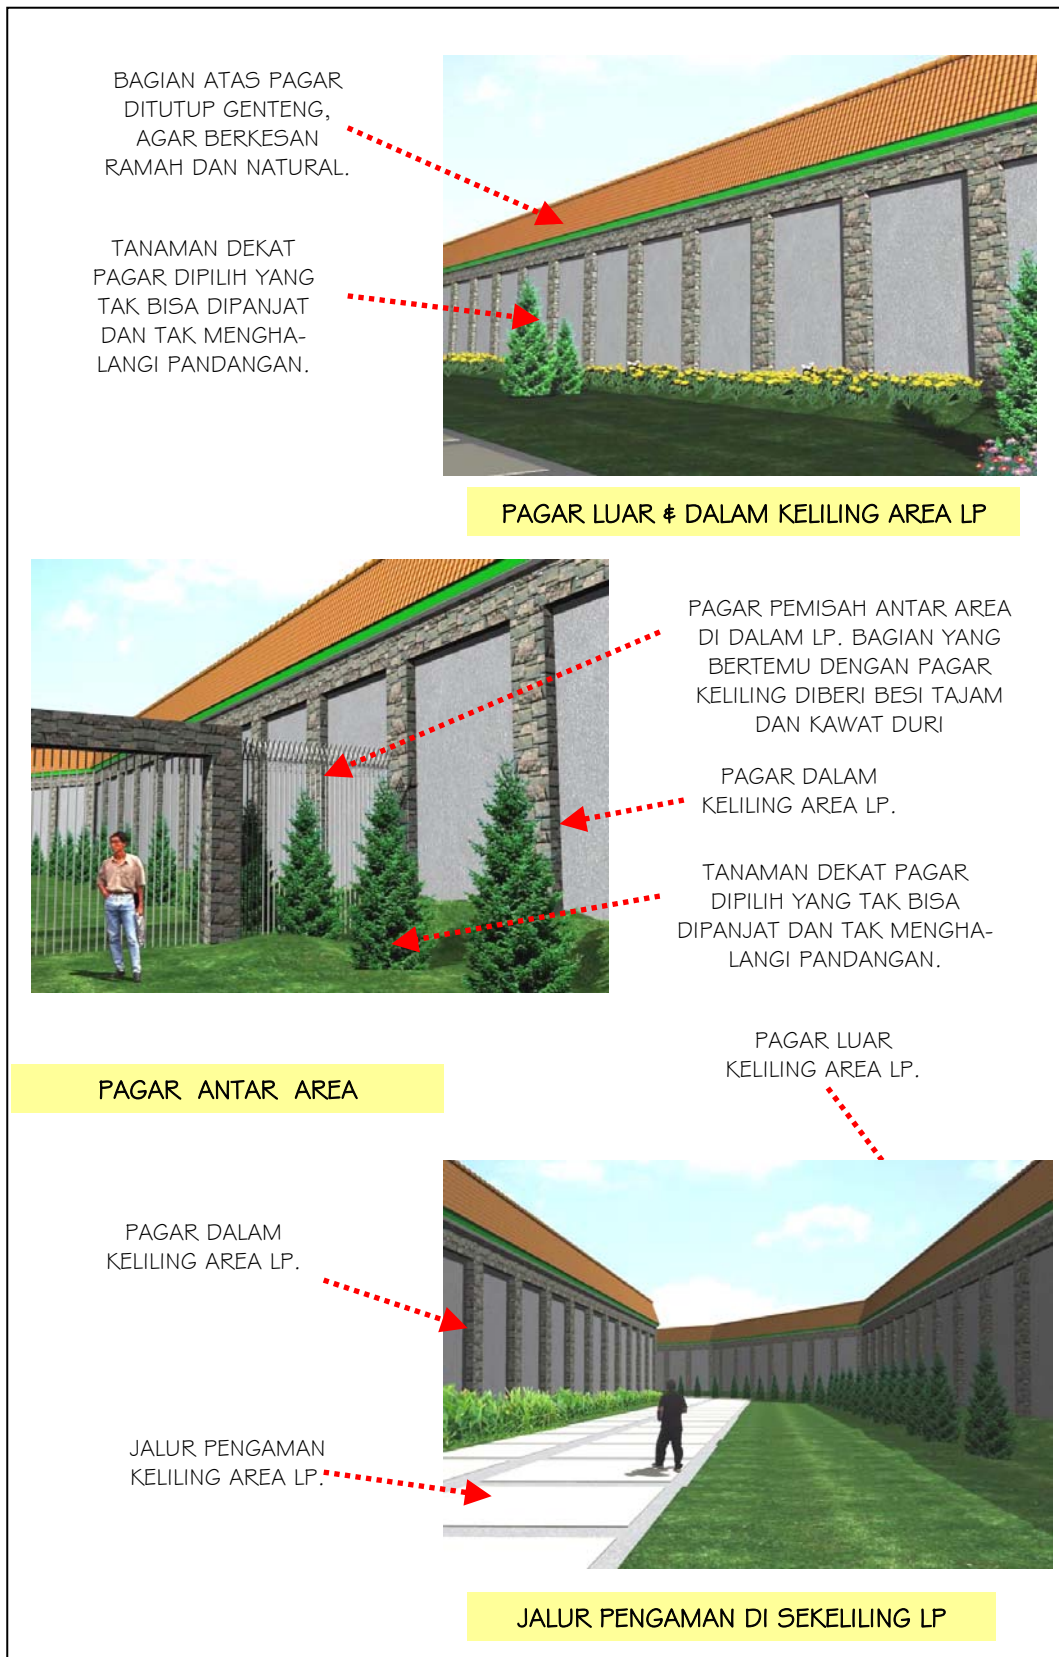 BAGIAN ATAS PAGAR
DITUTUP GENTENG,
AGAR BERKESAN
RAMAH DAN NATURAL.
TANAMAN DEKAT
PAGAR DIPILIH YANG
TAK BISA DIPANJAT
DAN TAK MENGHA-
LANGI PANDANGAN.
PAGAR LUAR & DALAM KELILING AREA LP
PAGAR PEMISAH ANTAR AREA
DI DALAM LP. BAGIAN YANG
BERTEMU DENGAN PAGAR
KELILING DIBERI BESI TAJAM
DAN KAWAT DURI
PAGAR DALAM
KELILING AREA LP.
TANAMAN DEKAT PAGAR
DIPILIH YANG TAK BISA
DIPANJAT DAN TAK MENGHA-
LANGI PANDANGAN.
PAGAR ANTAR AREA
PAGAR LUAR
KELILING AREA LP.
PAGAR DALAM
KELILING AREA LP.
JALUR PENGAMAN
KELILING AREA LP.
JALUR PENGAMAN DI SEKELILING LP